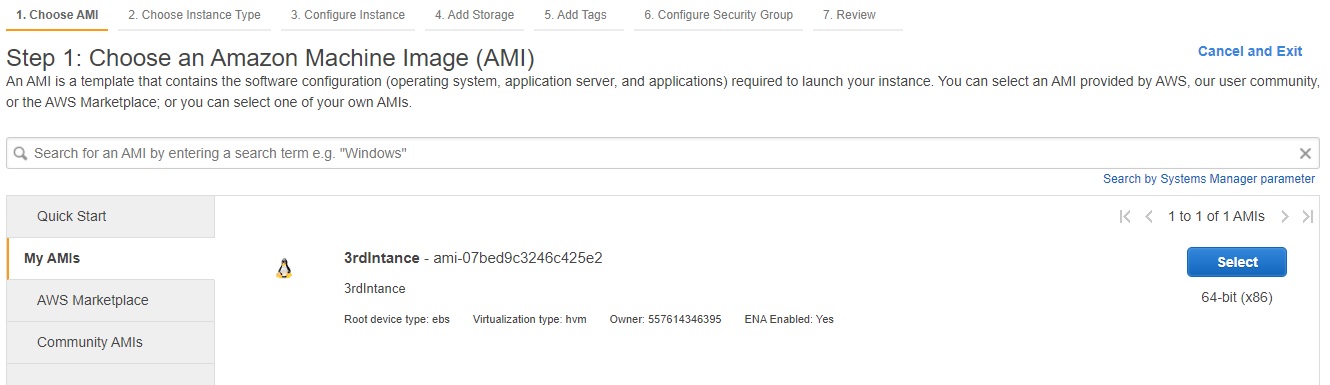 1. Choose AMI 2. Choose Instance Type 3. Configure Instance 4. Add Storage 5. Add Tags 6. Configure Security Group 7. Review
Step 1: Choose an Amazon Machine Image (AMI)
Cancel and Exit
An AMI is a template that contains the software configuration (operating system, application server, and applications) required to launch your instance. You can select an AMI provided by AWS, our user community,
or the AWS Marketplace; or you can select one of your own AMIs.
Search for an AMI by entering a search term e.g. "Windows"
Search by Systems Manager parameter
Quick Start
My AMIs
AWS Marketplace
Community AMIs
1 to 1 of 1 AMIs
3rdIntance - ami-07bed9c3246c425e2
3rdIntance
Root device type: ebs Virtualization type: hvm Owner: 557614346395 ENA Enabled: Yes
Select
64-bit (x86)